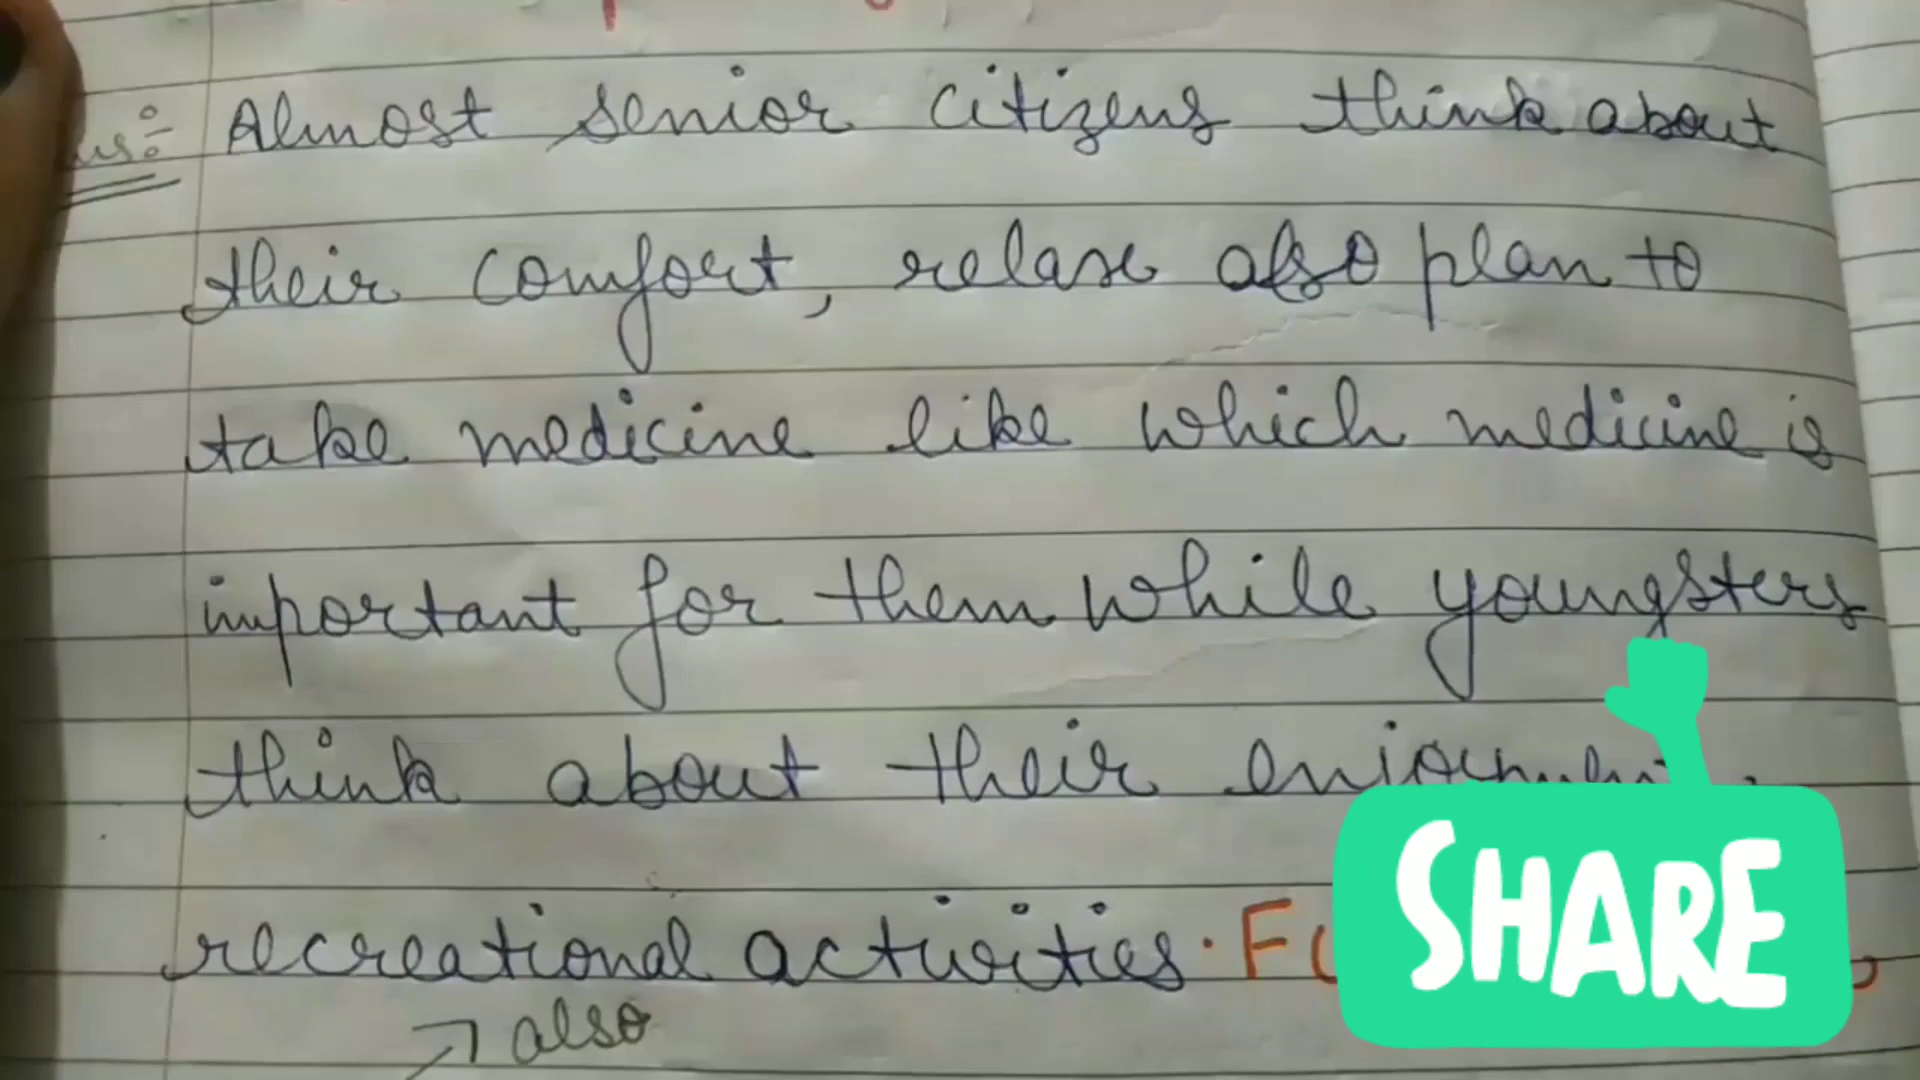 Ans:- Almost senior citizens think about
their comfort, relax also plan to
take medicine like which medicine is
important for them while youngsters
think about their
recreational activities.
also
SHARE